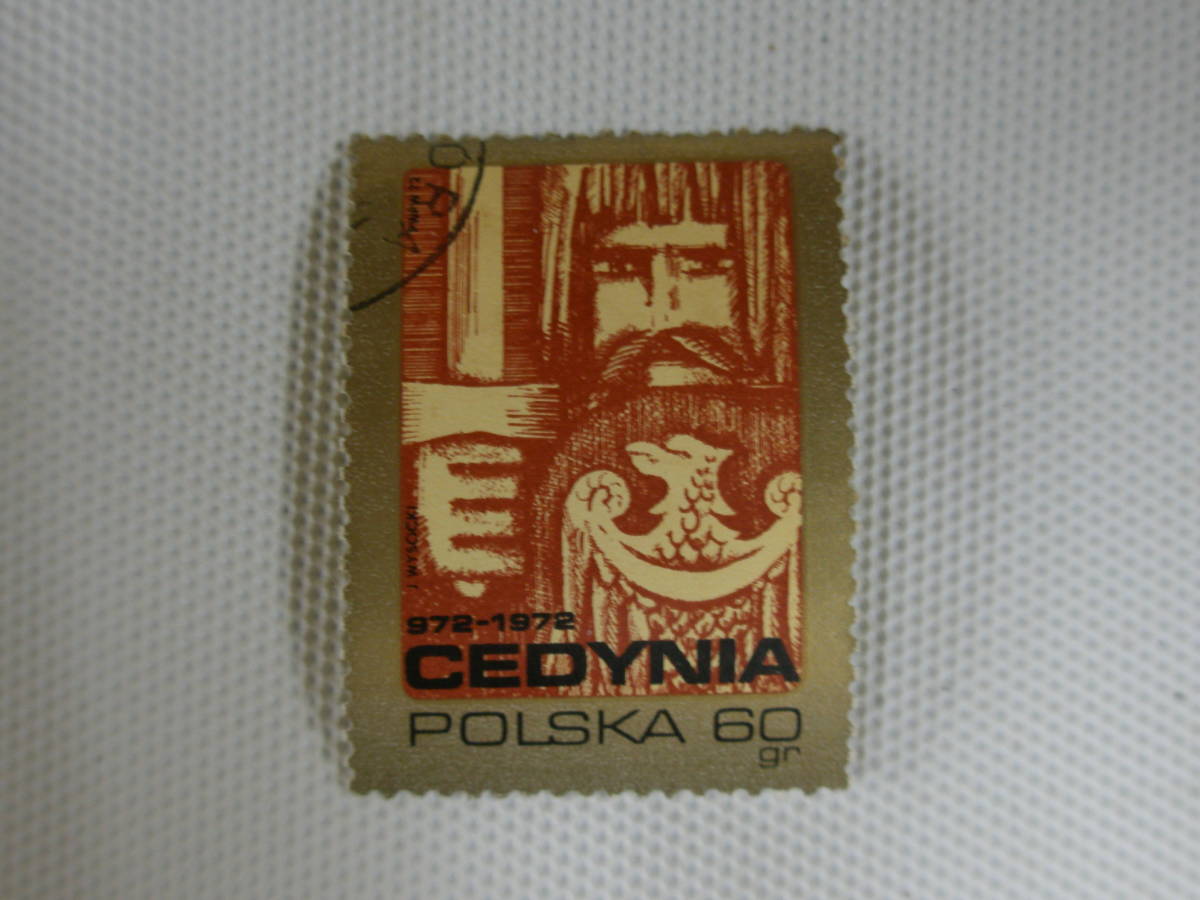 J WYSOCKI
972-1972
CEDYNIA
POLSKA 60
gr